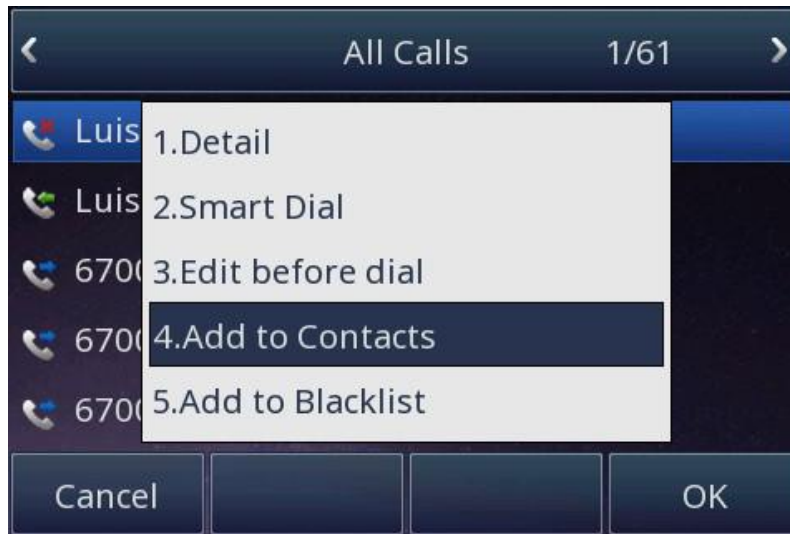 All Calls 1/61
Luis
1.Detail
Luis
2.Smart Dial
670
3.Edit before dial
670
4.Add to Contacts
670
5.Add to Blacklist
Cancel OK